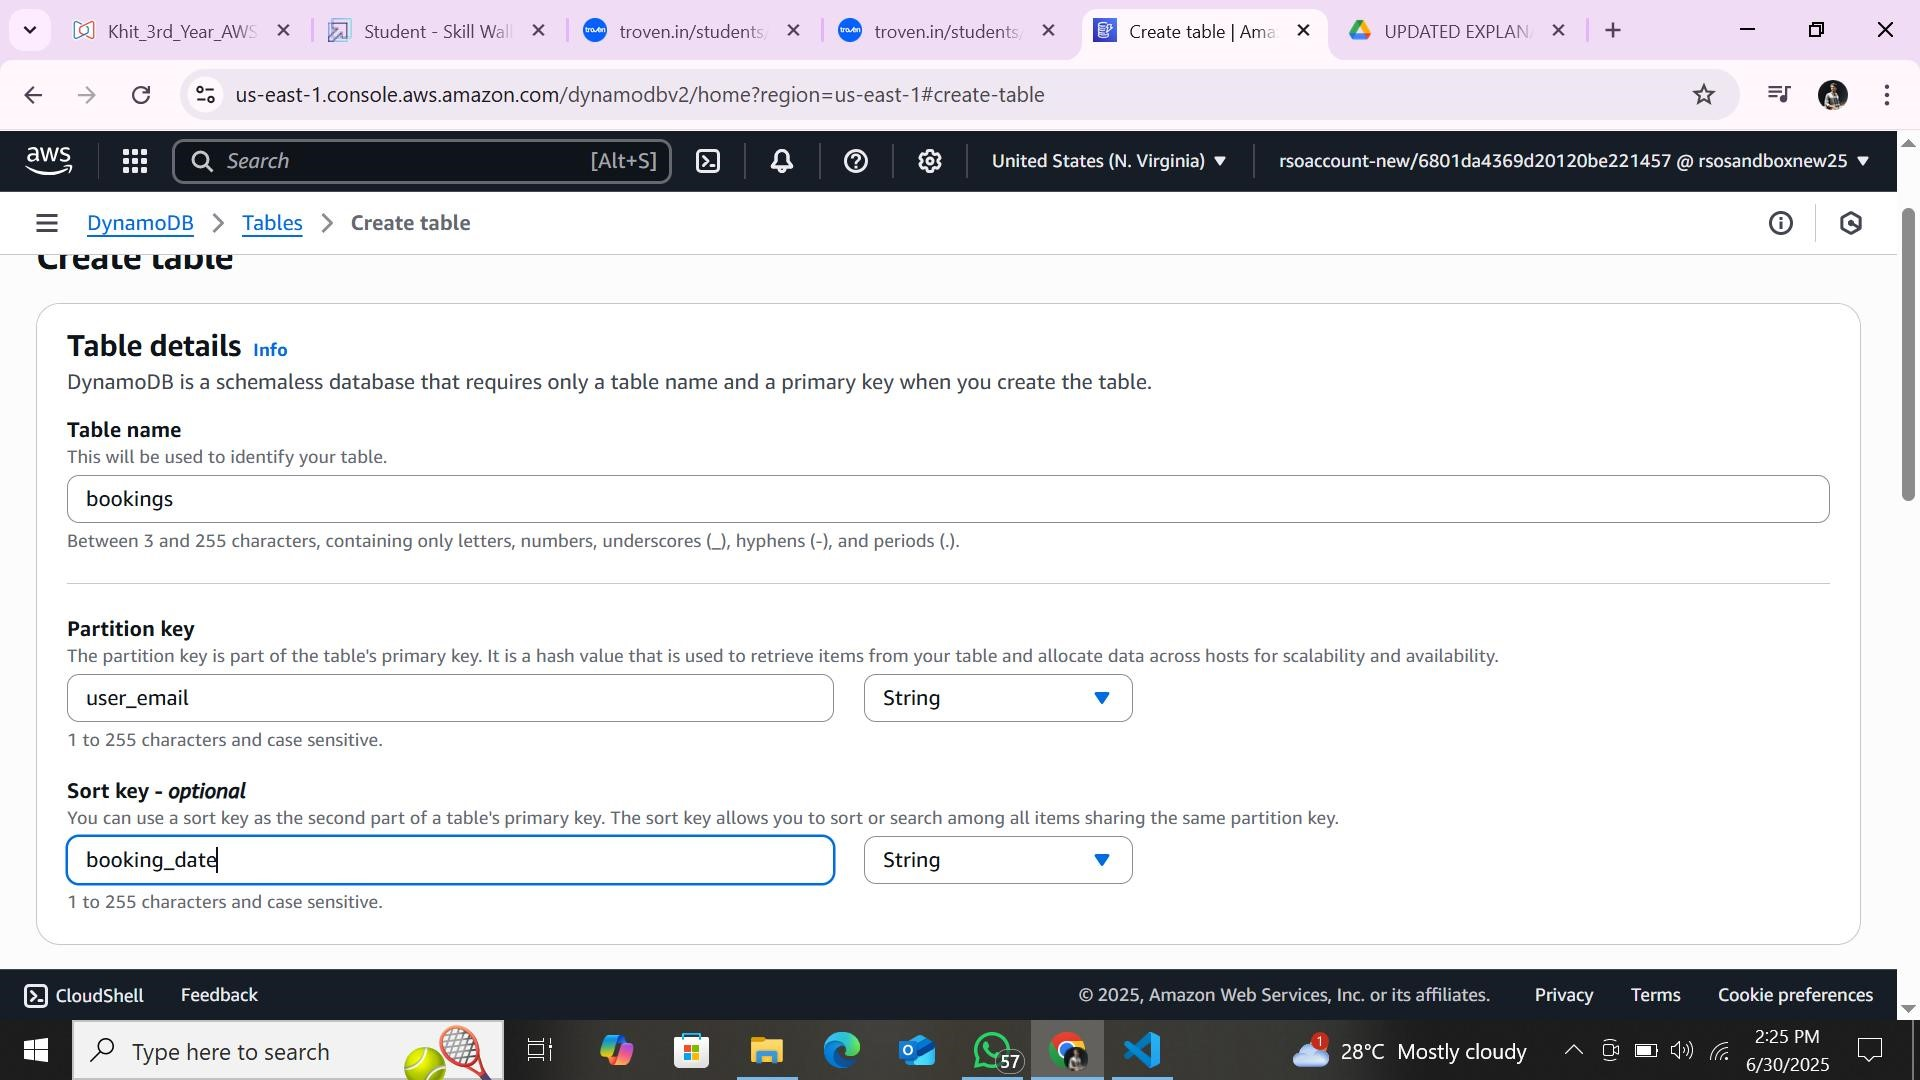 Khit_3rd_Year_AWS
Student - Skill Wall
troven.in/students/
troven.in/students/
Create table | Ama
UPDATED EXPLAN
us-east-1.console.aws.amazon.com/dynamodbv2/home?region=us-east-1#create-table
aws
Search
[Alt+S]
United States (N. Virginia)
rsoaccount-new/6801da4369d20120be221457 @ rsosandboxnew25
DynamoDB
Tables
Create table
Create table
Table details Info
DynamoDB is a schemaless database that requires only a table name and a primary key when you create the table.
Table name
This will be used to identify your table.
bookings
Between 3 and 255 characters, containing only letters, numbers, underscores (_), hyphens (-), and periods (.).
Partition key
The partition key is part of the table's primary key. It is a hash value that is used to retrieve items from your table and allocate data across hosts for scalability and availability.
user_email
String
1 to 255 characters and case sensitive.
Sort key - optional
You can use a sort key as the second part of a table's primary key. The sort key allows you to sort or search among all items sharing the same partition key.
booking_date
String
1 to 255 characters and case sensitive.
CloudShell
Feedback
© 2025, Amazon Web Services, Inc. or its affiliates.
Privacy
Terms
Cookie preferences
Type here to search
57
1
28°C Mostly cloudy
2:25 PM
6/30/2025